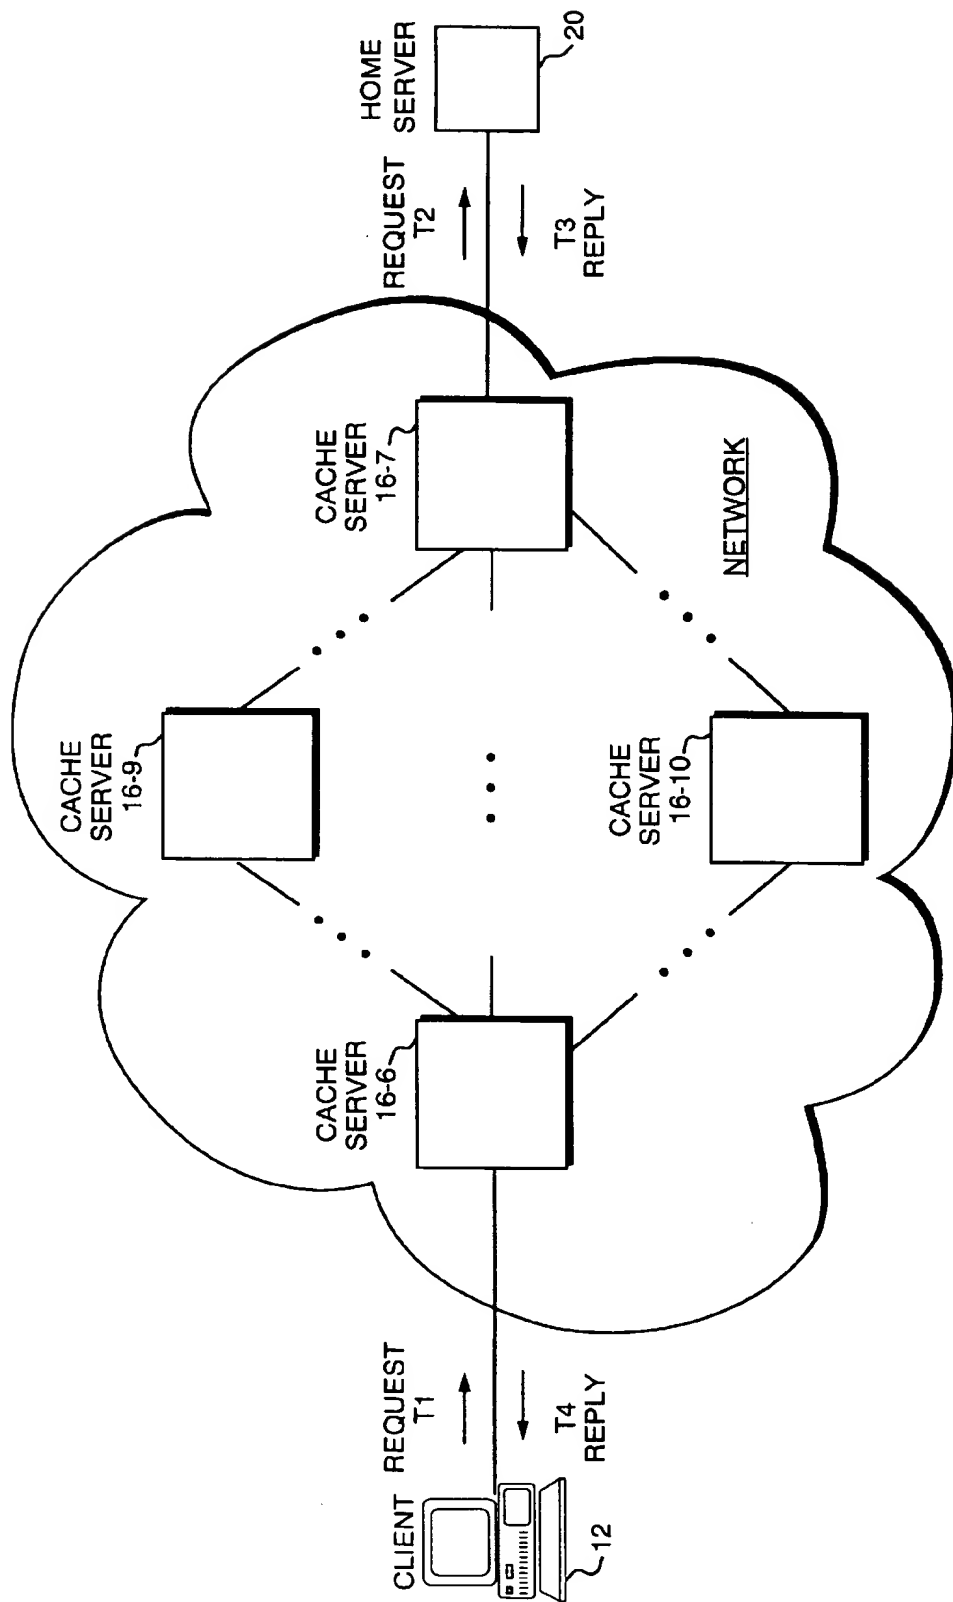 CLIENT
12
REQUEST
T1
T4
REPLY
CACHE
SERVER
16-6
CACHE
SERVER
16-9
CACHE
SERVER
16-10
CACHE
SERVER
16-7
NETWORK
REQUEST
T2
T3
REPLY
HOME
SERVER
20